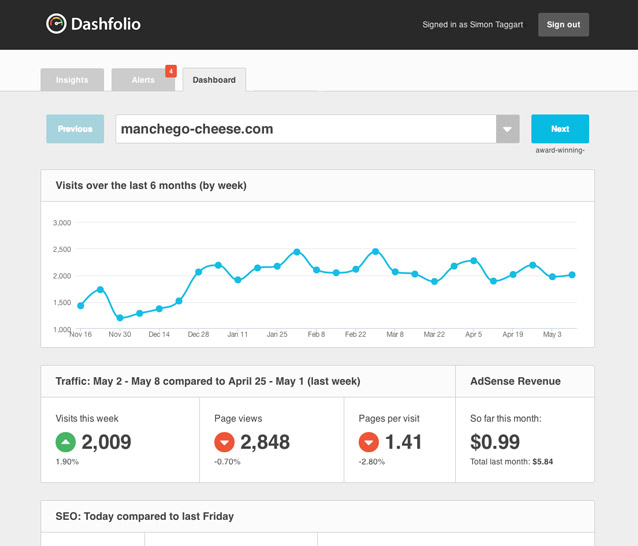 Dashfolio
Signed in as Simon Taggart
Sign out
Insights
Alerts
4
Dashboard
Previous
manchego-cheese.com
Next
award-winning-
Visits over the last 6 months (by week)
3,000
2,500
2,000
1,500
1,000
Nov 16 Nov 30 Dec 14 Dec 28 Jan 11 Jan 25 Feb 8 Feb 22 Mar 8 Mar 22 Apr 5 Apr 19 May 3
Traffic: May 2 - May 8 compared to April 25 - May 1 (last week)
AdSense Revenue
Visits this week
2,009
1.90%
Page views
2,848
-0.70%
Pages per visit
1.41
-2.80%
So far this month:
$0.99
Total last month: $5.84
SEO: Today compared to last Friday